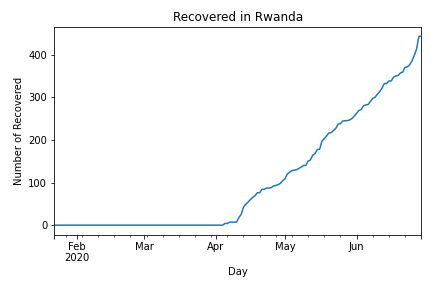 Recovered in Rwanda
Number of Recovered
400
300
200
100
0
Feb
2020
Mar
Apr
May
Jun
Day